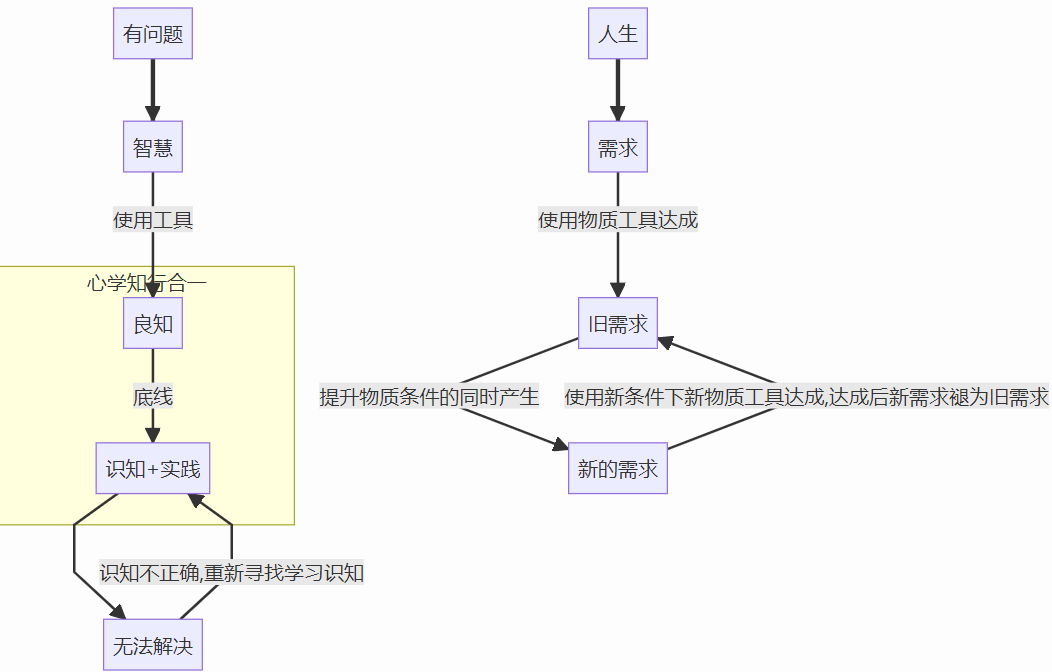 有问题
人生
智慧
需求
使用工具
使用物质工具达成
心学知行合一
良知
旧需求
底线
提升物质条件的同时产生
使用新条件下新物质工具达成,达成后新需求褪为旧需求
识知+实践
新的需求
识知不正确,重新寻找学习识知
无法解决